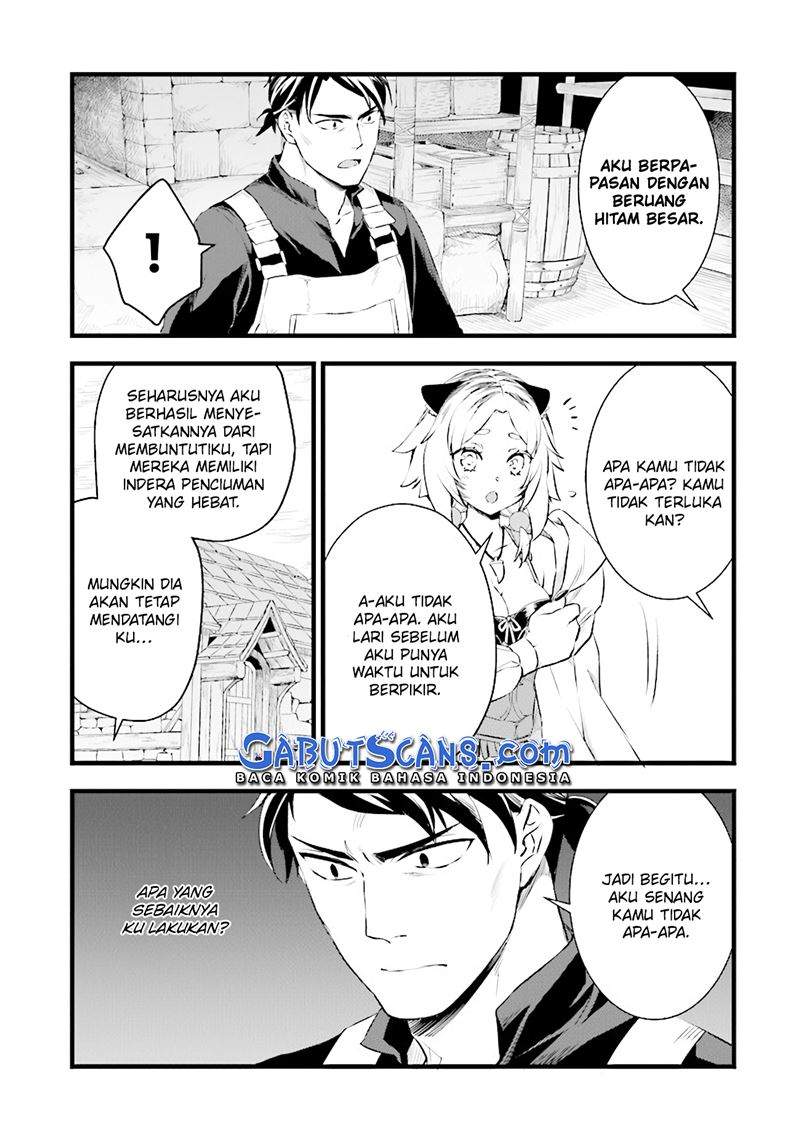 AKU BERPA-
PASAN DENGAN
BERUANG
HITAM BESAR.
!
APA KAMU TIDAK
APA-APA? KAMU
TIDAK TERLUKA
KAN?
A-AKU TIDAK
APA-APA. AKU
LARI SEBELUM
AKU PUNYA
WAKTU UNTUK
BERPIKIR.
SEHARUSNYA AKU
BERHASIL MENYE-
SATKANNYA DARI
MEMBUNTUTIKU, TAPI
MEREKA MEMILIKI
INDERA PENCIUMAN
YANG HEBAT.
MUNGKIN DIA
AKAN TETAP
MENDATANGI
KU...
GABUTSCANS.COM
BACA KOMIK BAHASA INDONESIA
JADI BEGITU...
AKU SENANG
KAMU TIDAK
APA-APA.
APA YANG
SEBAIKNYA
KU LAKUKAN?